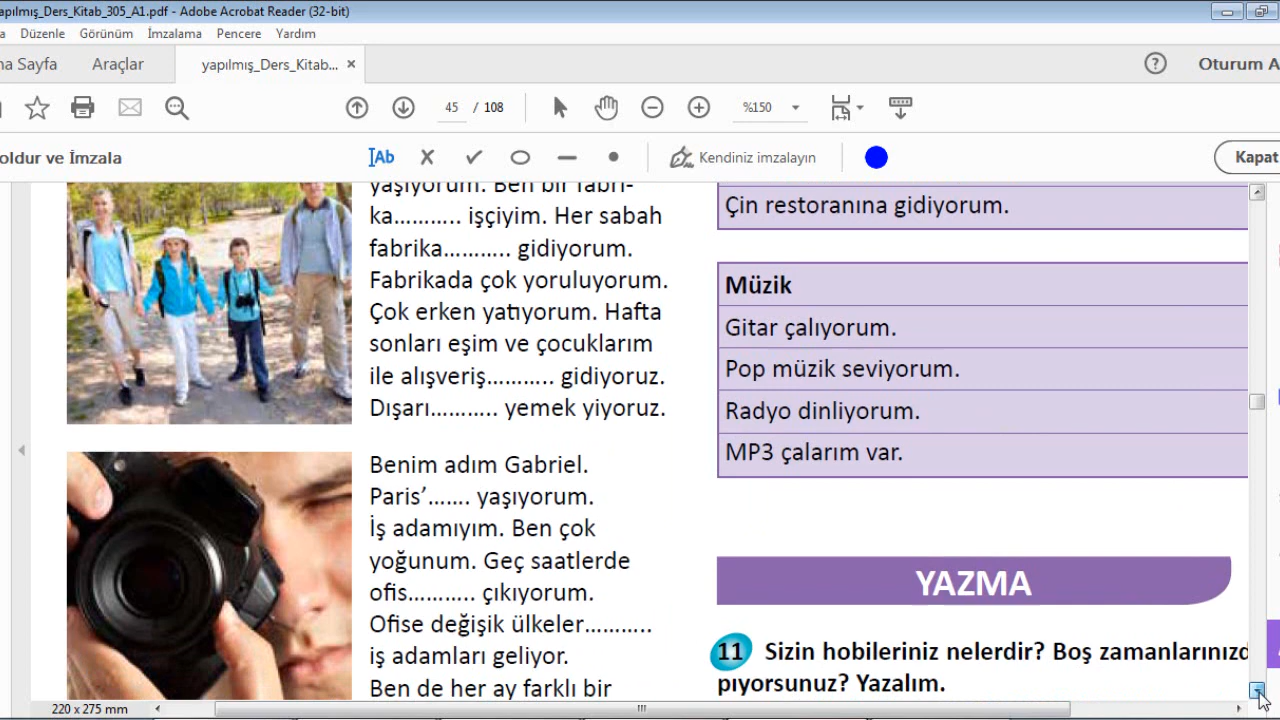 apılmış_Ders_Kitab_305_A1.pdf - Adobe Acrobat Reader (32-bit)
Düzenle Görünüm İmzalama Pencere Yardım
na Sayfa Araçlar yapılmış_Ders_Kitab... × Oturum A
45 / 108 %150
oldur ve İmzala Ab Kendiniz imzalayın Kapat
yaşıyorum. Ben bir fabri-
ka……….. işçiyim. Her sabah
fabrika……….. gidiyorum.
Fabrikada çok yoruluyorum.
Çok erken yatıyorum. Hafta
sonları eşim ve çocuklarım
ile alışveriş……….. gidiyoruz.
Dışarı……….. yemek yiyoruz.
Benim adım Gabriel.
Paris’……. yaşıyorum.
İş adamıyım. Ben çok
yoğunum. Geç saatlerde
ofis……….. çıkıyorum.
Ofise değişik ülkeler………..
iş adamları geliyor.
Ben de her ay farklı bir
Çin restoranına gidiyorum.
Müzik
Gitar çalıyorum.
Pop müzik seviyorum.
Radyo dinliyorum.
MP3 çalarım var.
YAZMA
11 Sizin hobileriniz nelerdir? Boş zamanlarınızd
pıyorsunuz? Yazalım.
220 x 275 mm